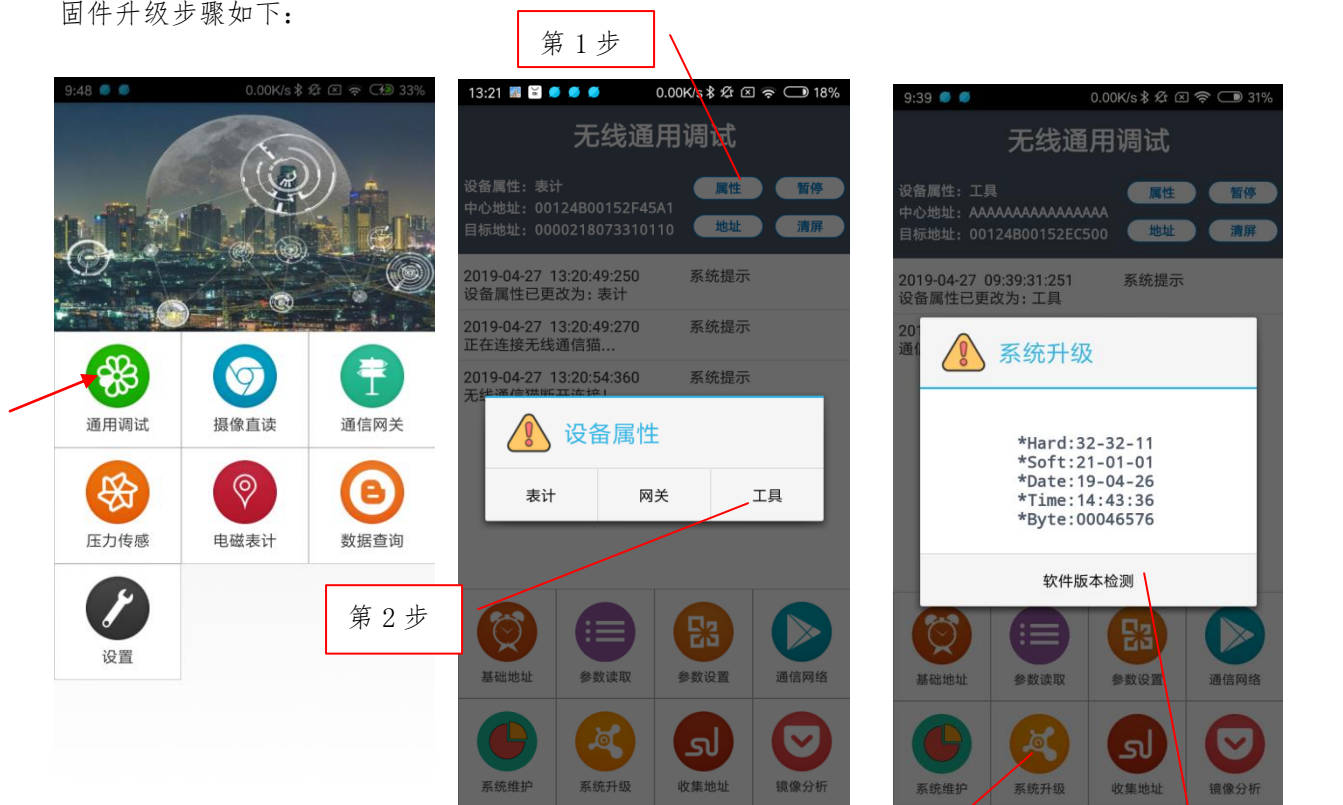 固件升级步骤如下：
第1步
9:48 0.00K/s 33%
通用调试 摄像直读 通信网关
压力传感 电磁表计 数据查询
设置
13:21 0.00K/s 18%
无线通用调试
设备属性：表计 属性 暂停
中心地址：00124B00152F45A1
目标地址：0000218073310110 地址 清屏
2019-04-27 13:20:49:250 系统提示
设备属性已更改为：表计
2019-04-27 13:20:49:270 系统提示
正在连接无线通信猫...
2019-04-27 13:20:54:360 系统提示
无线通信猫断开连接！
设备属性
表计 网关 工具
第2步
基础地址 参数读取 参数设置 通信网络
系统维护 系统升级 收集地址 镜像分析
9:39 0.00K/s 31%
无线通用调试
设备属性：工具 属性 暂停
中心地址：AAAAAAAAAAAAAAAA
目标地址：00124B00152EC500 地址 清屏
2019-04-27 09:39:31:251 系统提示
设备属性已更改为：工具
201
通信
系统升级
*Hard:32-32-11
*Soft:21-01-01
*Date:19-04-26
*Time:14:43:36
*Byte:00046576
软件版本检测
基础地址 参数读取 参数设置 通信网络
系统维护 系统升级 收集地址 镜像分析